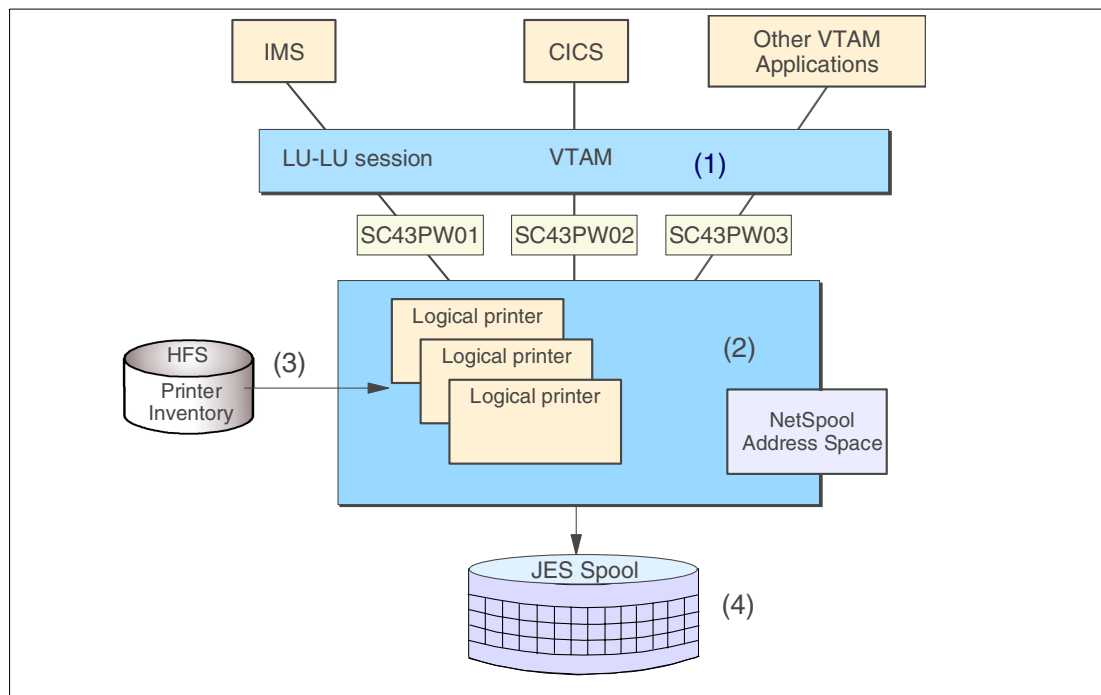 IMS
CICS
Other VTAM
Applications
LU-LU session
VTAM
(1)
SC43PW01
SC43PW02
SC43PW03
Logical printer
Logical printer
Logical printer
(2)
HFS
Printer
Inventory
(3)
NetSpool
Address Space
JES Spool
(4)